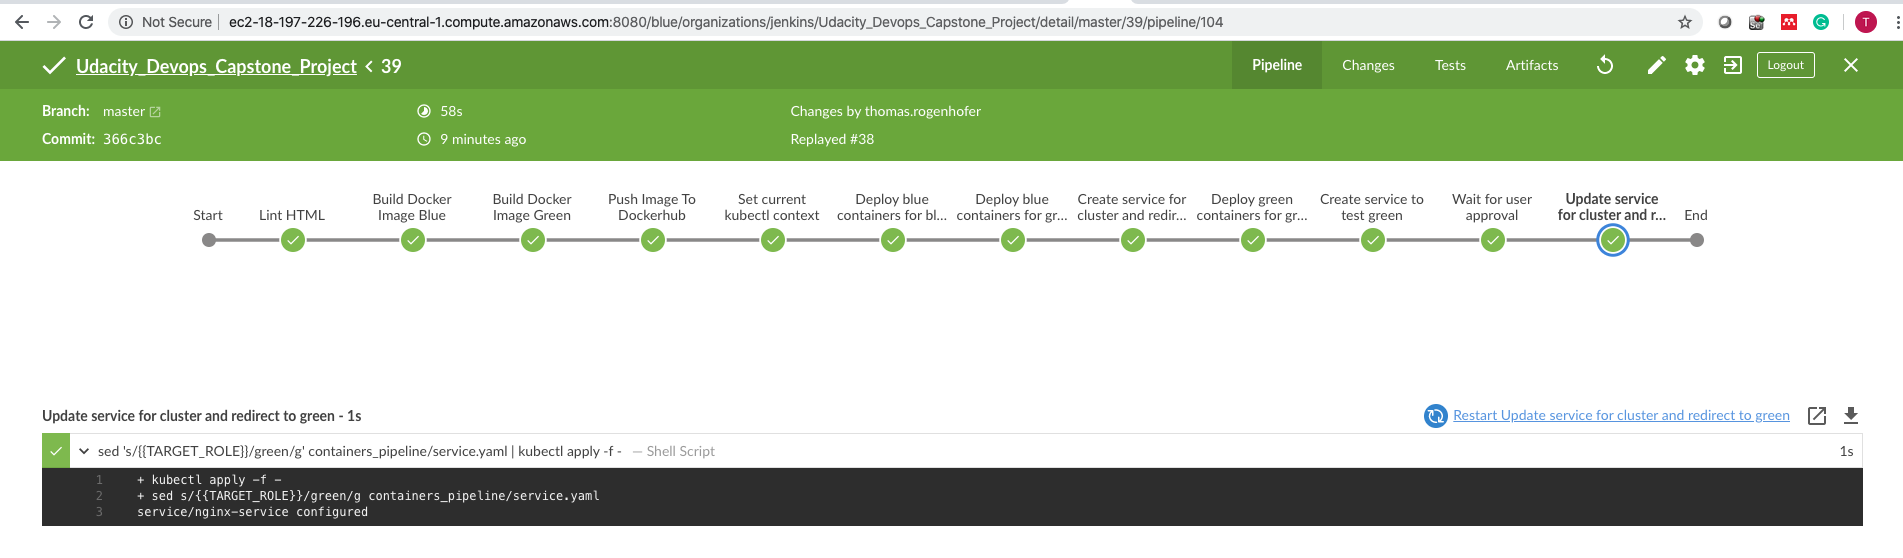 Not Secure | ec2-18-197-226-196.eu-central-1.compute.amazonaws.com:8080/blue/organizations/jenkins/Udacity_Devops_Capstone_Project/detail/master/39/pipeline/104
T
Udacity_Devops_Capstone_Project < 39
Pipeline Changes Tests Artifacts Logout
Branch: master 58s Changes by thomas.rogenhofer
Commit: 366c3bc 9 minutes ago Replayed #38
Start
Lint HTML
Build Docker
Image Blue
Build Docker
Image Green
Push Image To
Dockerhub
Set current
kubectl context
Deploy blue
containers for bl...
Deploy blue
containers for gr...
Create service for
cluster and redir...
Deploy green
containers for gr...
Create service to
test green
Wait for user
approval
Update service
for cluster and r...
End
Update service for cluster and redirect to green - 1s
Restart Update service for cluster and redirect to green
sed 's/{{TARGET_ROLE}}/green/g' containers_pipeline/service.yaml | kubectl apply -f - — Shell Script 1s
1 + kubectl apply -f -
2 + sed s/{{TARGET_ROLE}}/green/g containers_pipeline/service.yaml
3 service/nginx-service configured